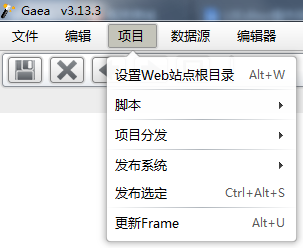 Gaea v3.13.3
文件 编辑 项目 数据源 编辑器
设置Web站点根目录 Alt+W
脚本
项目分发
发布系统
发布选定 Ctrl+Alt+S
更新Frame Alt+U